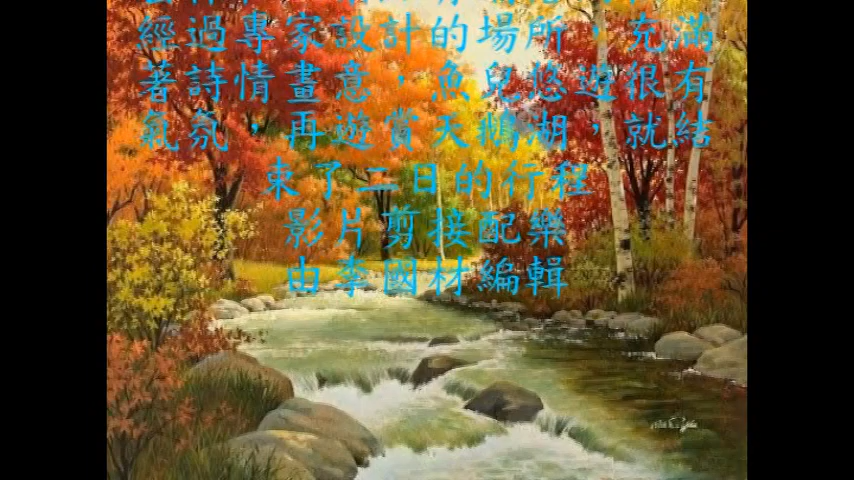 經過專家設計的場所，充滿
著詩情畫意，魚兒悠遊很有
氣氛，再遊賞天鵝湖，就結
束了二日的行程
影片剪接配樂
由李國材編輯